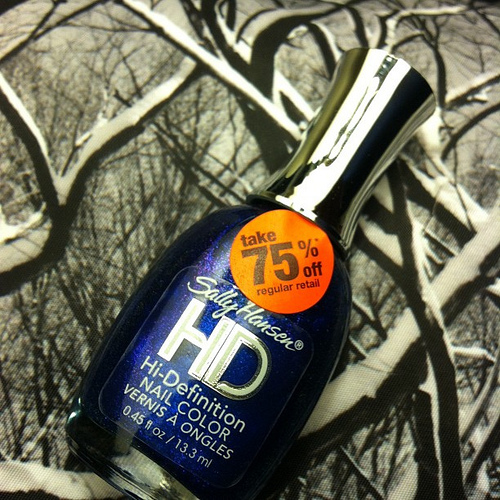 take
75%
off
regular retail
Sally Hansen®
HD
Hi-Definition
NAIL COLOR
VERNIS À ONGLES
0.45 fl oz / 13.3 ml